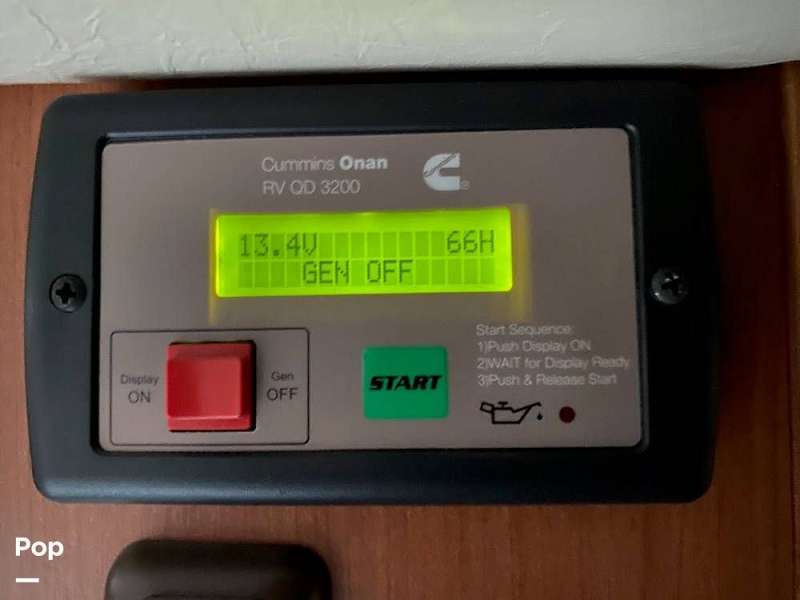 Cummins Onan
RV QD 3200
®
13.4V 66H
GEN OFF
Display
ON
Gen
OFF
START
Start Sequence:
1)Push Display ON
2)WAIT for Display Ready
3)Push & Release Start
Pop